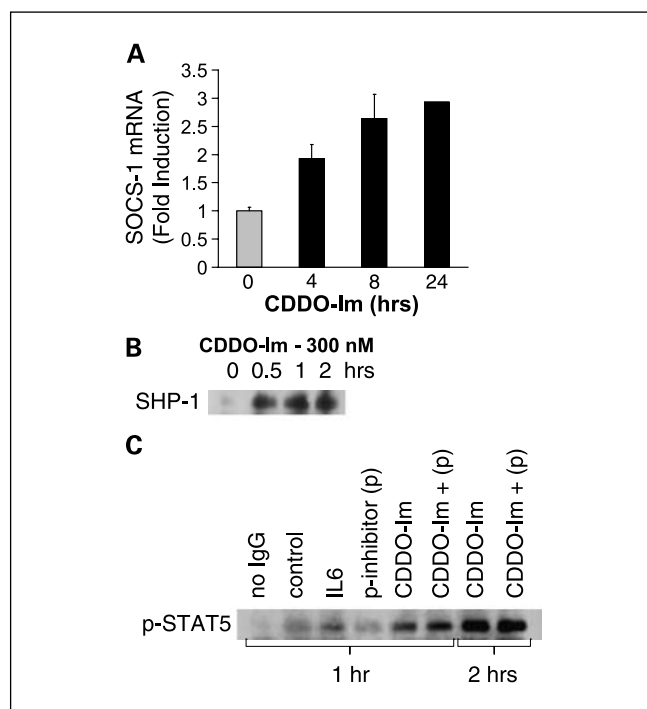 A
SOCS-1 mRNA
(Fold Induction)
3.5
3
2.5
2
1.5
1
0.5
0
0 4 8 24
CDDO-Im (hrs)
B
CDDO-Im - 300 nM
0 0.5 1 2 hrs
SHP-1
C
no IgG
control
IL6
p-inhibitor (p)
CDDO-Im
CDDO-Im + (p)
CDDO-Im
CDDO-Im + (p)
p-STAT5
1 hr 2 hrs